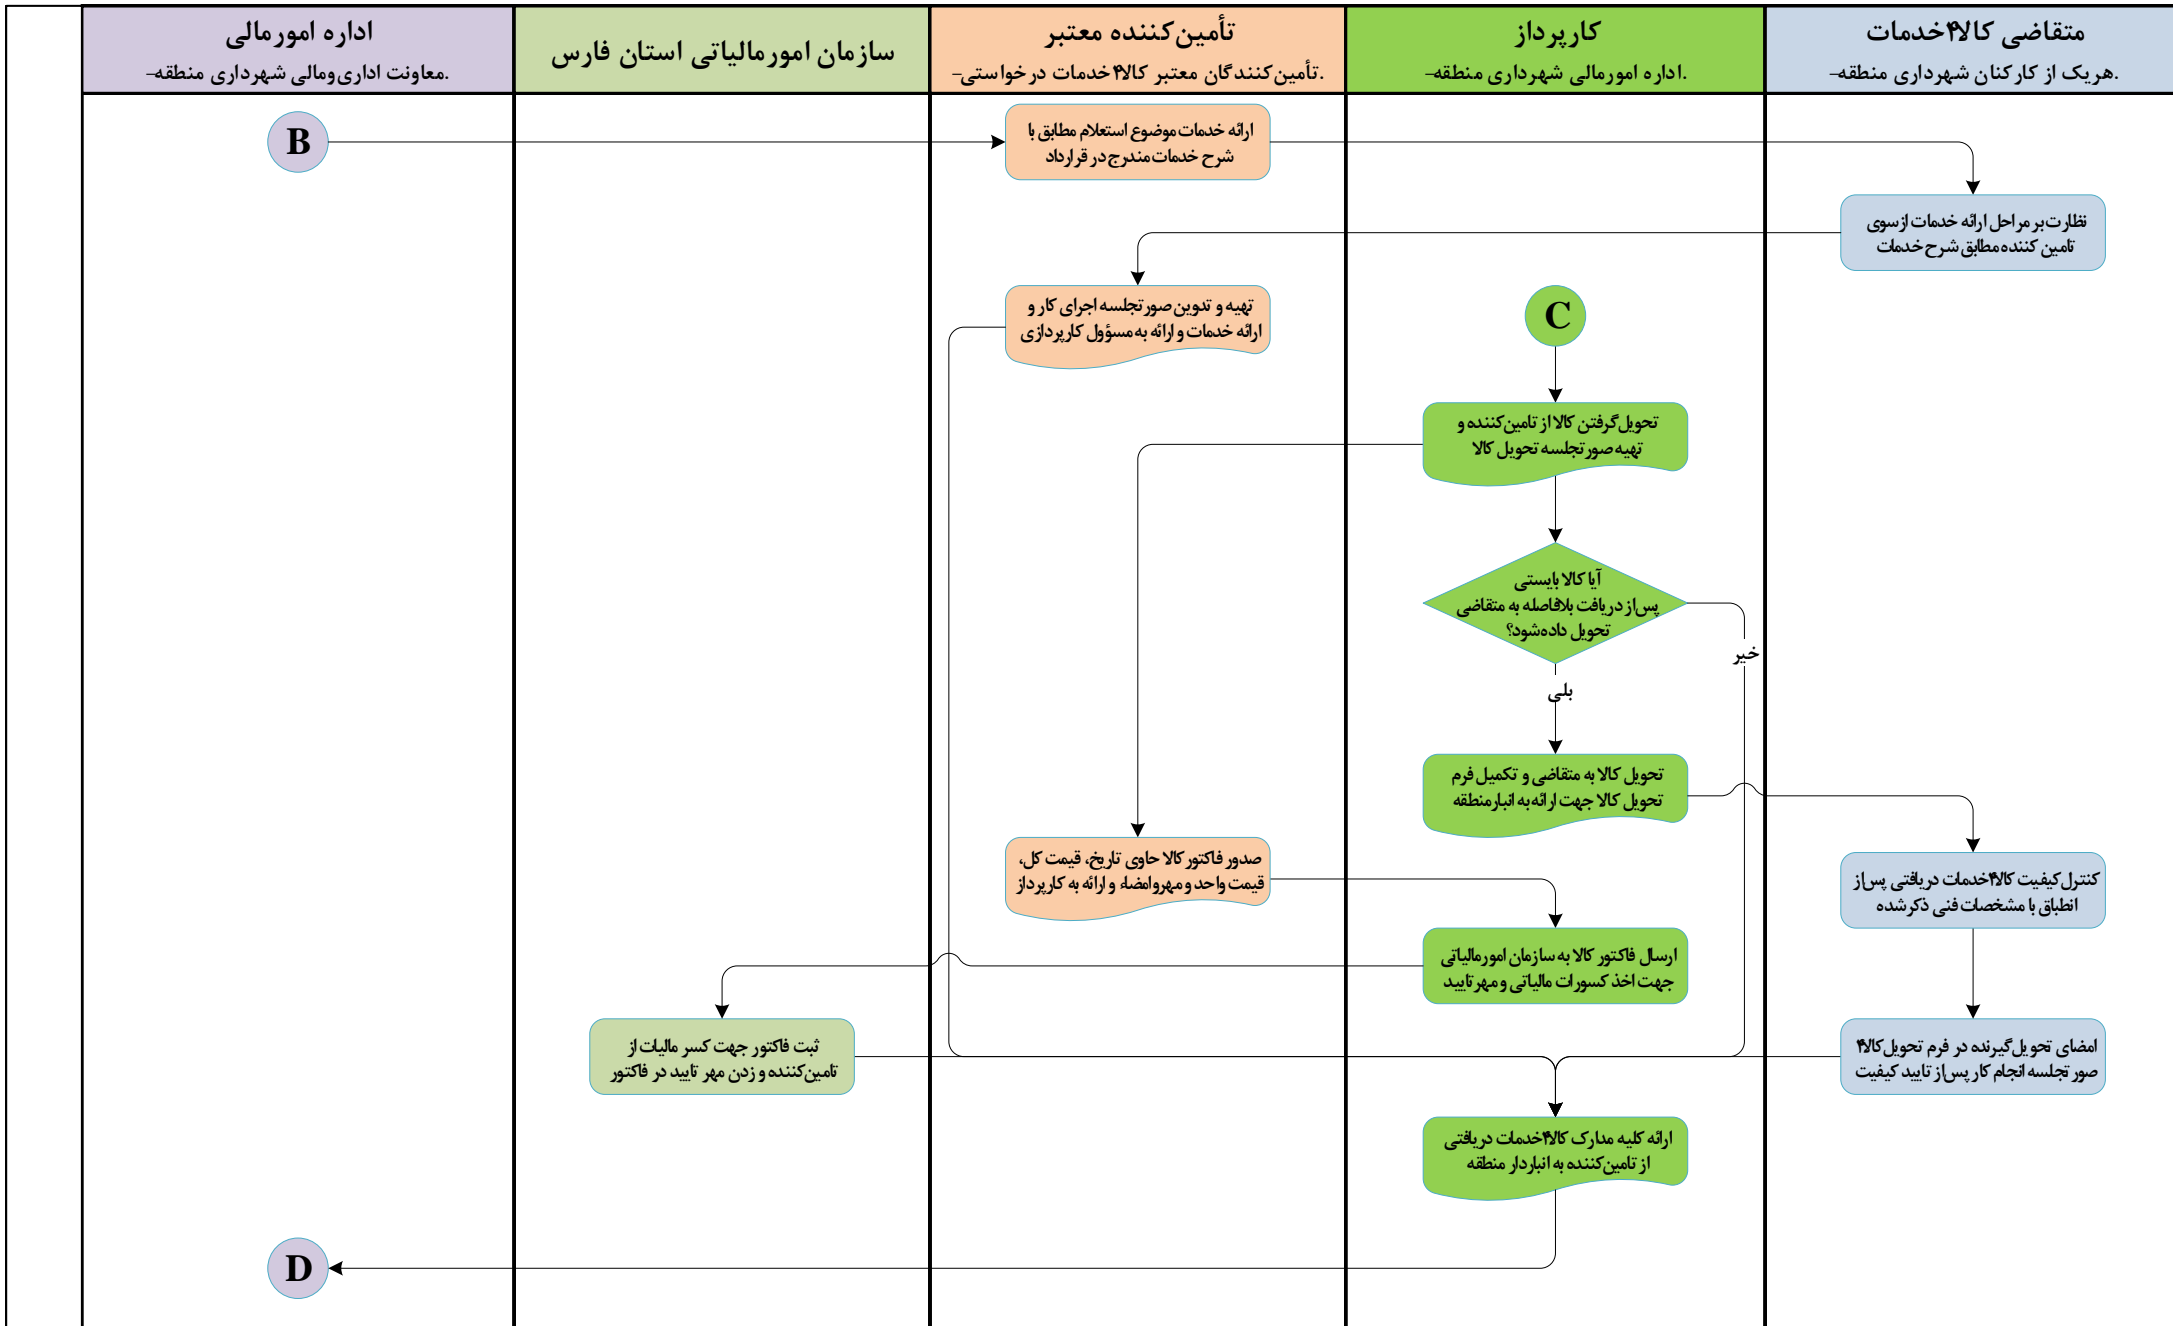 متقاضی کالا/خدمات
هریک از کارکنان شهرداری منطقه-.
کارپرداز
اداره امورمالی شهرداری منطقه-.
تأمین‌کننده معتبر
تأمین‌کنندگان معتبر کالا/خدمات درخواستی-.
سازمان امورمالیاتی استان فارس
اداره امورمالی
معاونت اداری‌ومالی شهرداری منطقه-.
B
ارائه خدمات موضوع استعلام مطابق با
شرح خدمات مندرج در قرارداد
نظارت بر مراحل ارائه خدمات ازسوی
تامین کننده مطابق شرح خدمات
تهیه و تدوین صورتجلسه اجرای کار و
ارائه خدمات و ارائه به مسؤول کارپردازی
C
تحویل گرفتن کالا از تامین‌کننده و
تهیه صورتجلسه تحویل کالا
آیا کالا بایستی
پس‌از دریافت بلافاصله به متقاضی
تحویل داده‌شود؟
خیر
بلی
تحویل کالا به متقاضی و تکمیل فرم
تحویل کالا جهت ارائه به انبارمنطقه
صدور فاکتور کالا حاوی تاریخ، قیمت کل،
قیمت واحد و مهروامضاء و ارائه به کارپرداز
کنترل کیفیت کالا/خدمات دریافتی پس‌از
انطباق با مشخصات فنی ذکرشده
ارسال فاکتور کالا به سازمان امورمالیاتی
جهت اخذ کسورات مالیاتی و مهرتایید
ثبت فاکتور جهت کسر مالیات از
تامین‌کننده و زدن مهر تایید در فاکتور
امضای تحویل‌گیرنده در فرم تحویل‌کالا/
صورتجلسه انجام کار پس‌از تایید کیفیت
ارائه کلیه مدارک کالا/خدمات دریافتی
از تامین‌کننده به انباردار منطقه
D